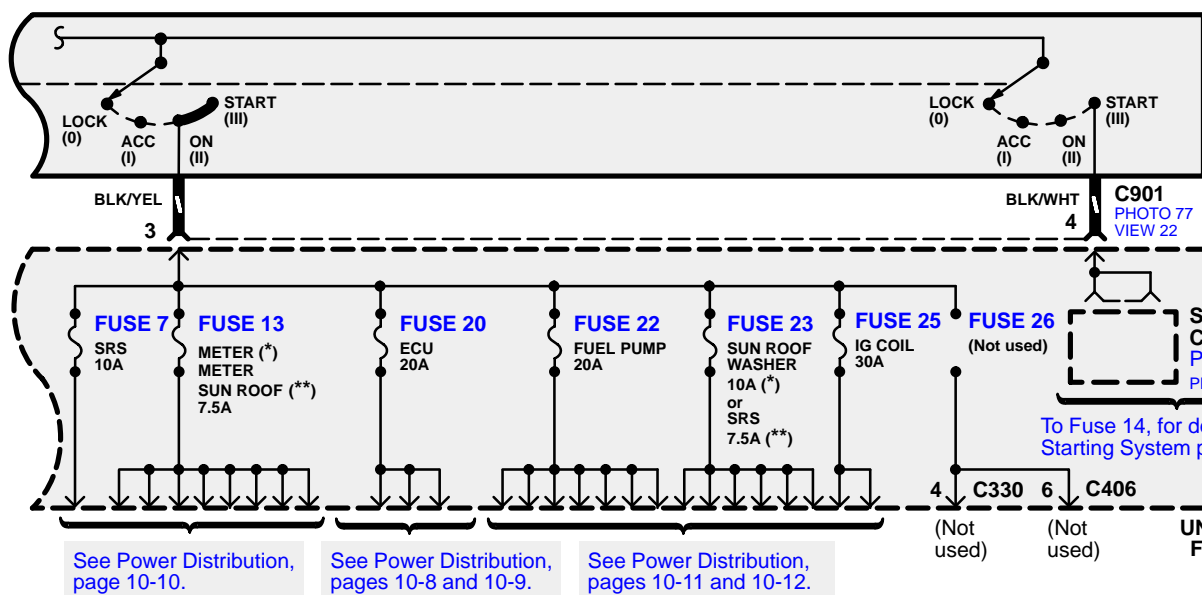 LOCK
(0)
ACC
(I)
ON
(II)
START
(III)
LOCK
(0)
ACC
(I)
ON
(II)
START
(III)
BLK/YEL
3
BLK/WHT
4
C901
PHOTO 77
VIEW 22
FUSE 7
SRS
10A
FUSE 13
METER (*)
METER
SUN ROOF (**)
7.5A
FUSE 20
ECU
20A
FUSE 22
FUEL PUMP
20A
FUSE 23
SUN ROOF
WASHER
10A (*)
or
SRS
7.5A (**)
FUSE 25
IG COIL
30A
FUSE 26
(Not used)
To Fuse 14, for
Starting System
4
C330
6
C406
(Not
used)
(Not
used)
See Power Distribution,
page 10-10.
See Power Distribution,
pages 10-8 and 10-9.
See Power Distribution,
pages 10-11 and 10-12.